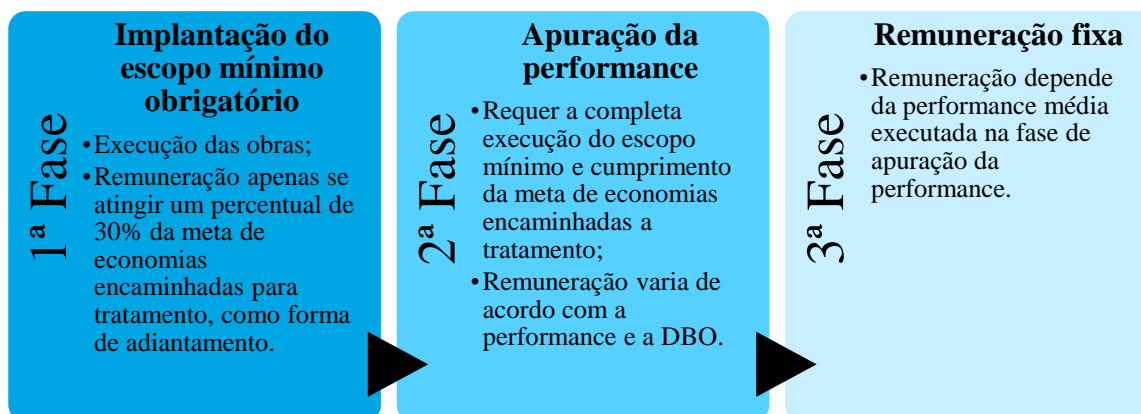 1ª Fase
Implantação do
escopo mínimo
obrigatório
•Execução das obras;
•Remuneração apenas se
atingir um percentual de
30% da meta de
economias
encaminhadas para
tratamento, como forma
de adiantamento.
2ª Fase
Apuração da
performance
•Requer a completa
execução do escopo
mínimo e cumprimento
da meta de economias
encaminhadas a
tratamento;
•Remuneração varia de
acordo com a
performance e a DBO.
3ª Fase
Remuneração fixa
•Remuneração depende
da performance média
executada na fase de
apuração da
performance.